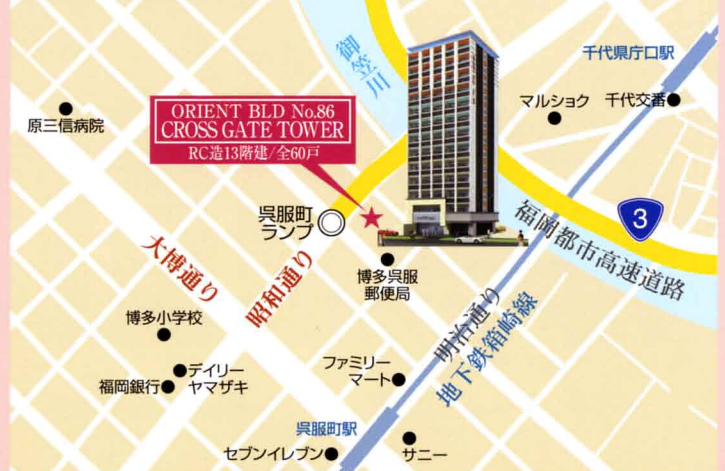 御笠川
千代県庁口駅
マルショク
千代交番
原三信病院
ORIENT BLD No.86
CROSS GATE TOWER
RC造13階建/全60戸
呉服町
ランプ
3
福岡都市高速道路
大博通り
昭和通り
博多呉服
郵便局
明治通り
地下鉄箱崎線
博多小学校
デイリー
ヤマザキ
福岡銀行
ファミリー
マート
呉服町駅
セブンイレブン
サニー